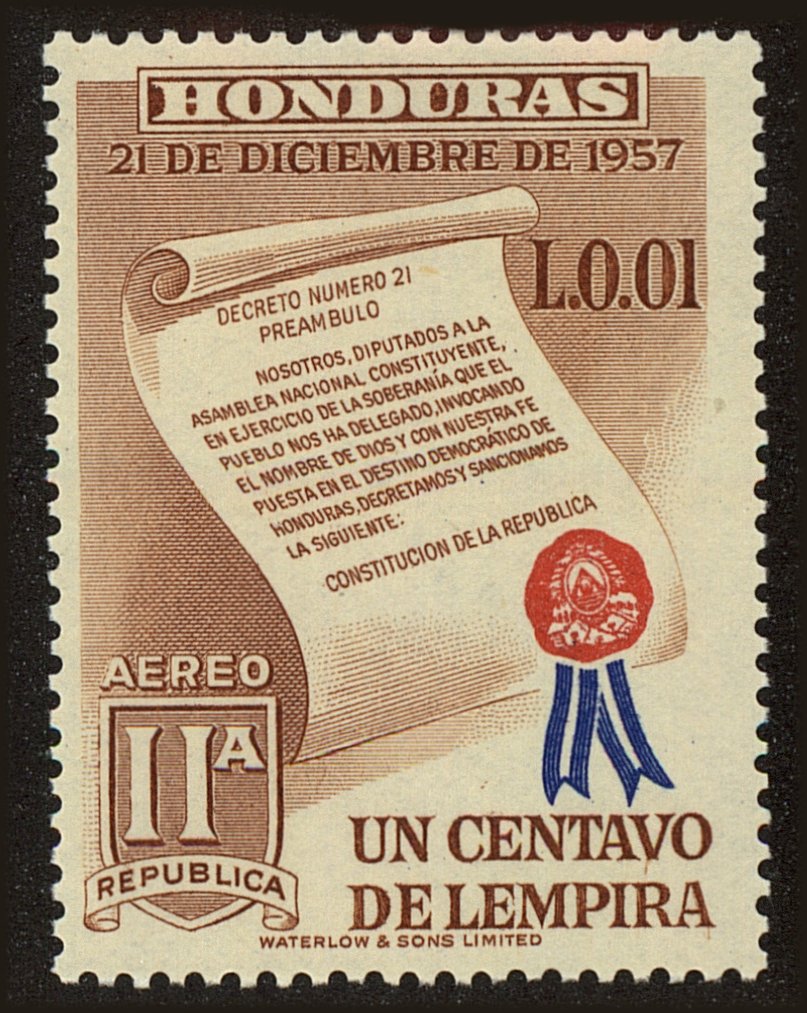 HONDURAS
21 DE DICIEMBRE DE 1957
L.0.01
DECRETO NUMERO 21
PREAMBULO
NOSOTROS, DIPUTADOS A LA
ASAMBLEA NACIONAL CONSTITUYENTE,
EN EJERCICIO DE LA SOBERANÍA QUE EL
PUEBLO NOS HA DELEGADO, INVOCANDO
EL NOMBRE DE DIOS Y CON NUESTRA FE
PUESTA EN EL DESTINO DEMOCRÁTICO DE
HONDURAS, DECRETAMOS Y SANCIONAMOS
LA SIGUIENTE:
CONSTITUCION DE LA REPUBLICA
AEREO
IIA
REPUBLICA
UN CENTAVO
DE LEMPIRA
WATERLOW & SONS LIMITED